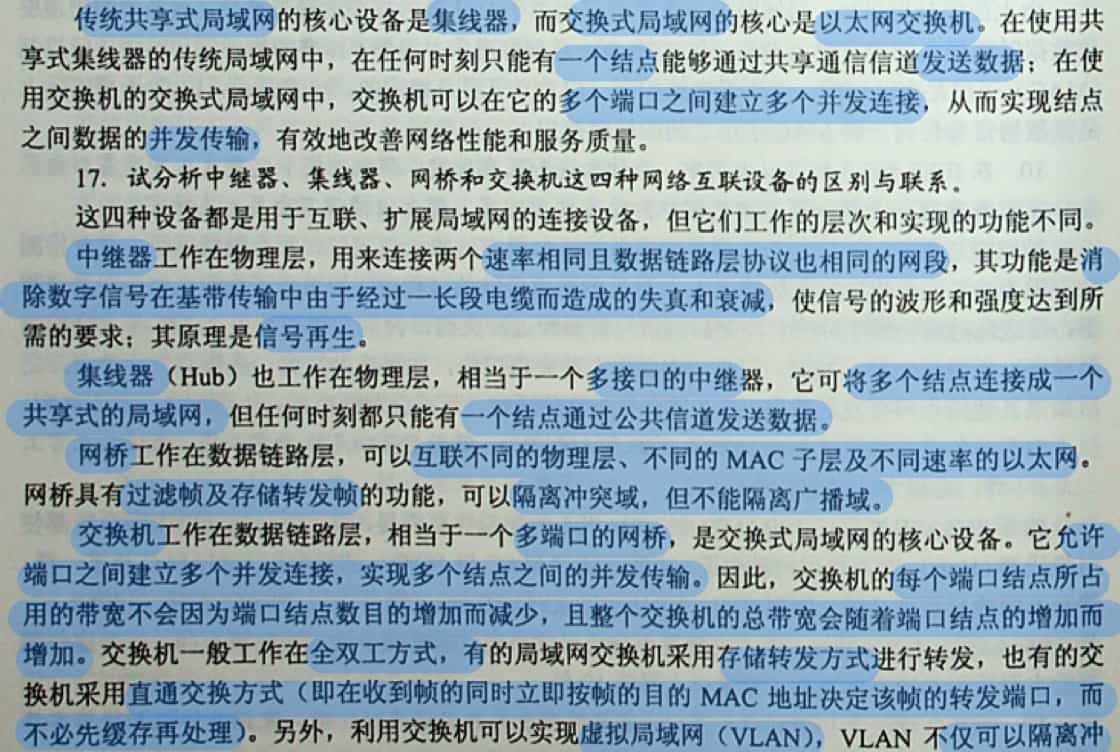 传统共享式局域网的核心设备是集线器，而交换式局域网的核心是以太网交换机。在使用共
享式集线器的传统局域网中，在任何时刻只能有一个结点能够通过共享通信信道发送数据；在使
用交换机的交换式局域网中，交换机可以在它的多个端口之间建立多个并发连接，从而实现结点
之间数据的并发传输，有效地改善网络性能和服务质量。
17. 试分析中继器、集线器、网桥和交换机这四种网络互联设备的区别与联系。
这四种设备都是用于互联、扩展局域网的连接设备，但它们工作的层次和实现的功能不同。
中继器工作在物理层，用来连接两个速率相同且数据链路层协议也相同的网段，其功能是消
除数字信号在基带传输中由于经过一长段电缆而造成的失真和衰减，使信号的波形和强度达到所
需的要求；其原理是信号再生。
集线器（Hub）也工作在物理层，相当于一个多接口的中继器，它可将多个结点连接成一个
共享式的局域网，但任何时刻都只能有一个结点通过公共信道发送数据。
网桥工作在数据链路层，可以互联不同的物理层、不同的 MAC 子层及不同速率的以太网。
网桥具有过滤帧及存储转发帧的功能，可以隔离冲突域，但不能隔离广播域。
交换机工作在数据链路层，相当于一个多端口的网桥，是交换式局域网的核心设备。它允许
端口之间建立多个并发连接，实现多个结点之间的并发传输。因此，交换机的每个端口结点所占
用的带宽不会因为端口结点数目的增加而减少，且整个交换机的总带宽会随着端口结点的增加而
增加。交换机一般工作在全双工方式，有的局域网交换机采用存储转发方式进行转发，也有的交
换机采用直通交换方式（即在收到帧的同时立即按帧的目的 MAC 地址决定该帧的转发端口，而
不必先缓存再处理）。另外，利用交换机可以实现虚拟局域网（VLAN），VLAN 不仅可以隔离冲